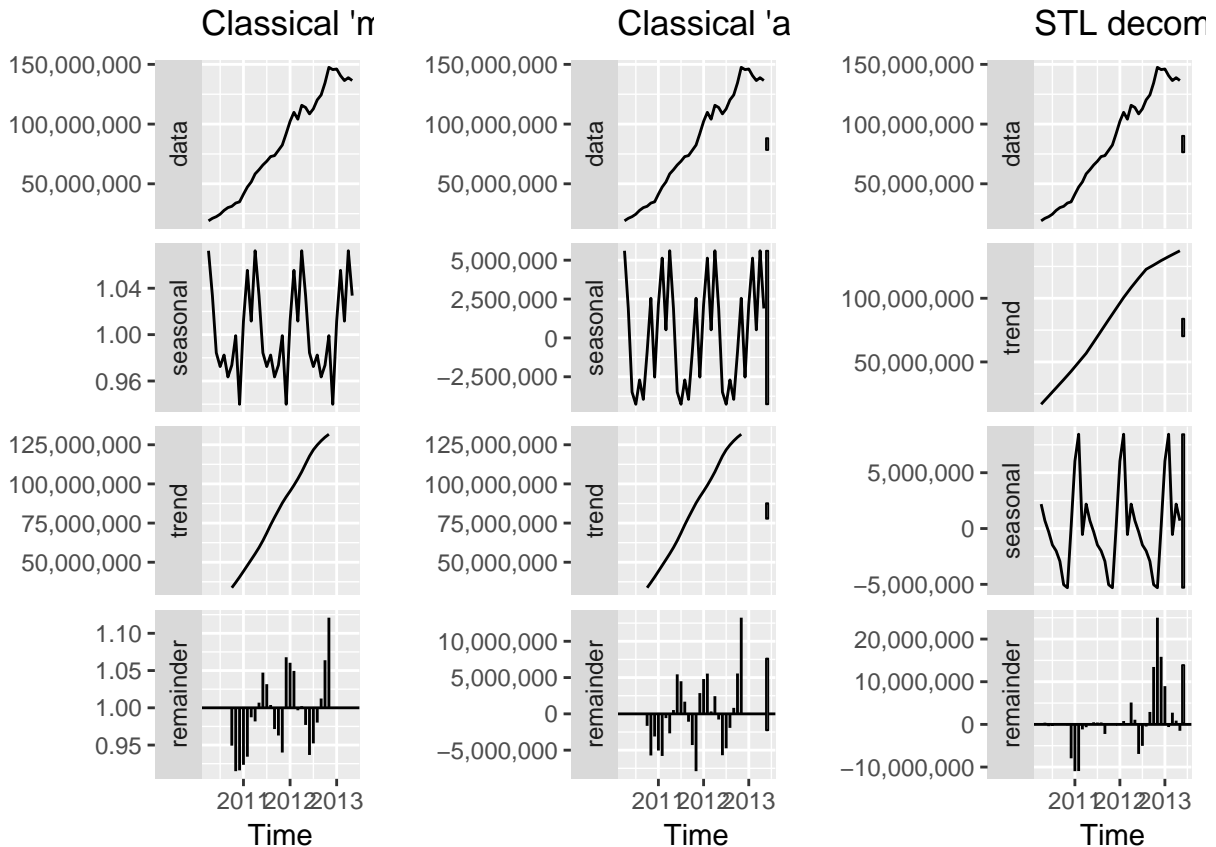 Classical 'm
150,000,000
100,000,000
50,000,000
data
1.04
1.00
0.96
seasonal
125,000,000
100,000,000
75,000,000
50,000,000
trend
1.10
1.05
1.00
0.95
remainder
2011 2012 2013
Time
Classical 'a
150,000,000
100,000,000
50,000,000
data
5,000,000
2,500,000
0
−2,500,000
seasonal
125,000,000
100,000,000
75,000,000
50,000,000
trend
10,000,000
5,000,000
0
−5,000,000
remainder
2011 2012 2013
Time
STL decom
150,000,000
100,000,000
50,000,000
data
100,000,000
50,000,000
trend
5,000,000
0
−5,000,000
seasonal
20,000,000
10,000,000
0
−10,000,000
remainder
2011 2012 2013
Time